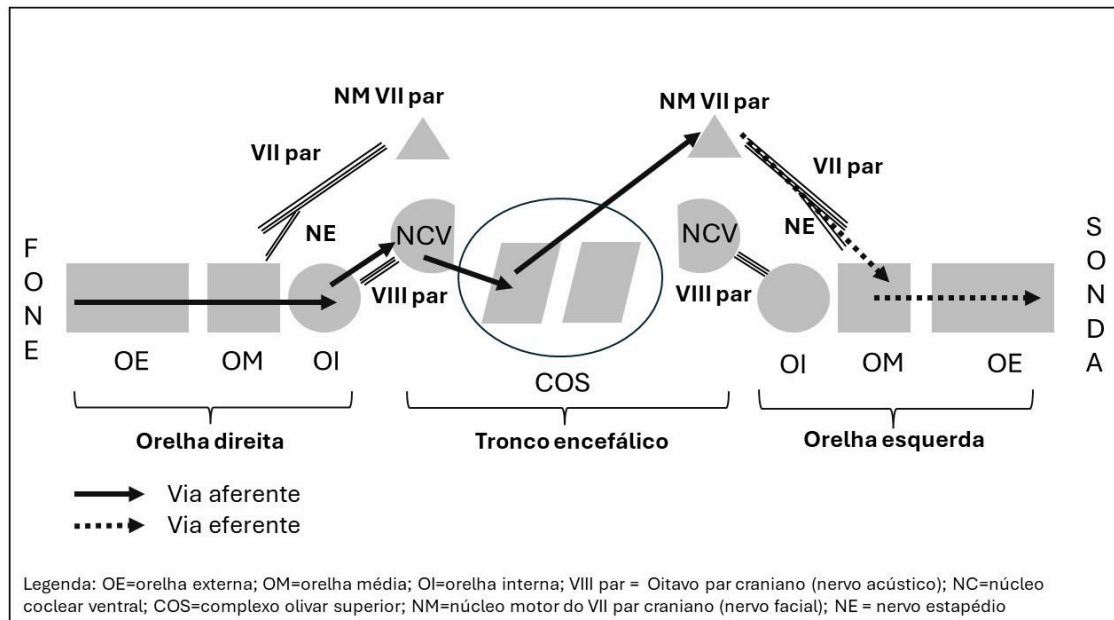 NM VII par
NM VII par
VII par
VII par
NE
NE
NCV
NCV
VIII par
VIII par
FONE
SONDA
OE
OM
OI
COS
OI
OM
OE
Orelha direita
Tronco encefálico
Orelha esquerda
Via aferente
Via eferente
Legenda: OE=orelha externa; OM=orelha média; OI=orelha interna; VIII par = Oitavo par craniano (nervo acústico); NC=núcleo
coclear ventral; COS=complexo olivar superior; NM=núcleo motor do VII par craniano (nervo facial); NE = nervo estapédio